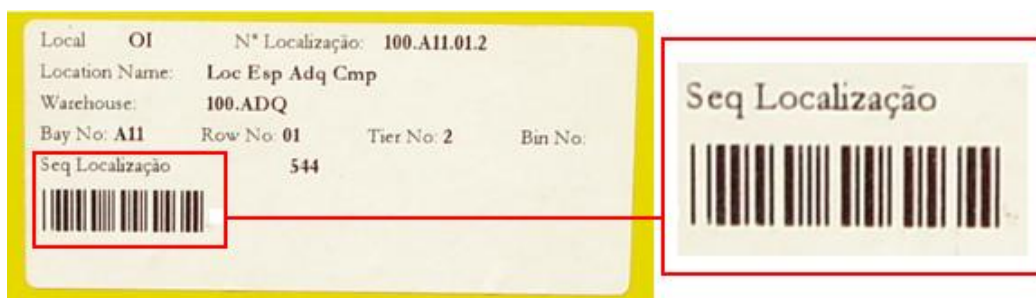 Local OI N° Localização: 100.A11.01.2
Location Name: Loc Esp Adq Cmp
Warehouse: 100.ADQ
Bay No: A11 Row No: 01 Tier No: 2 Bin No:
Seq Localização 544
Seq Localização